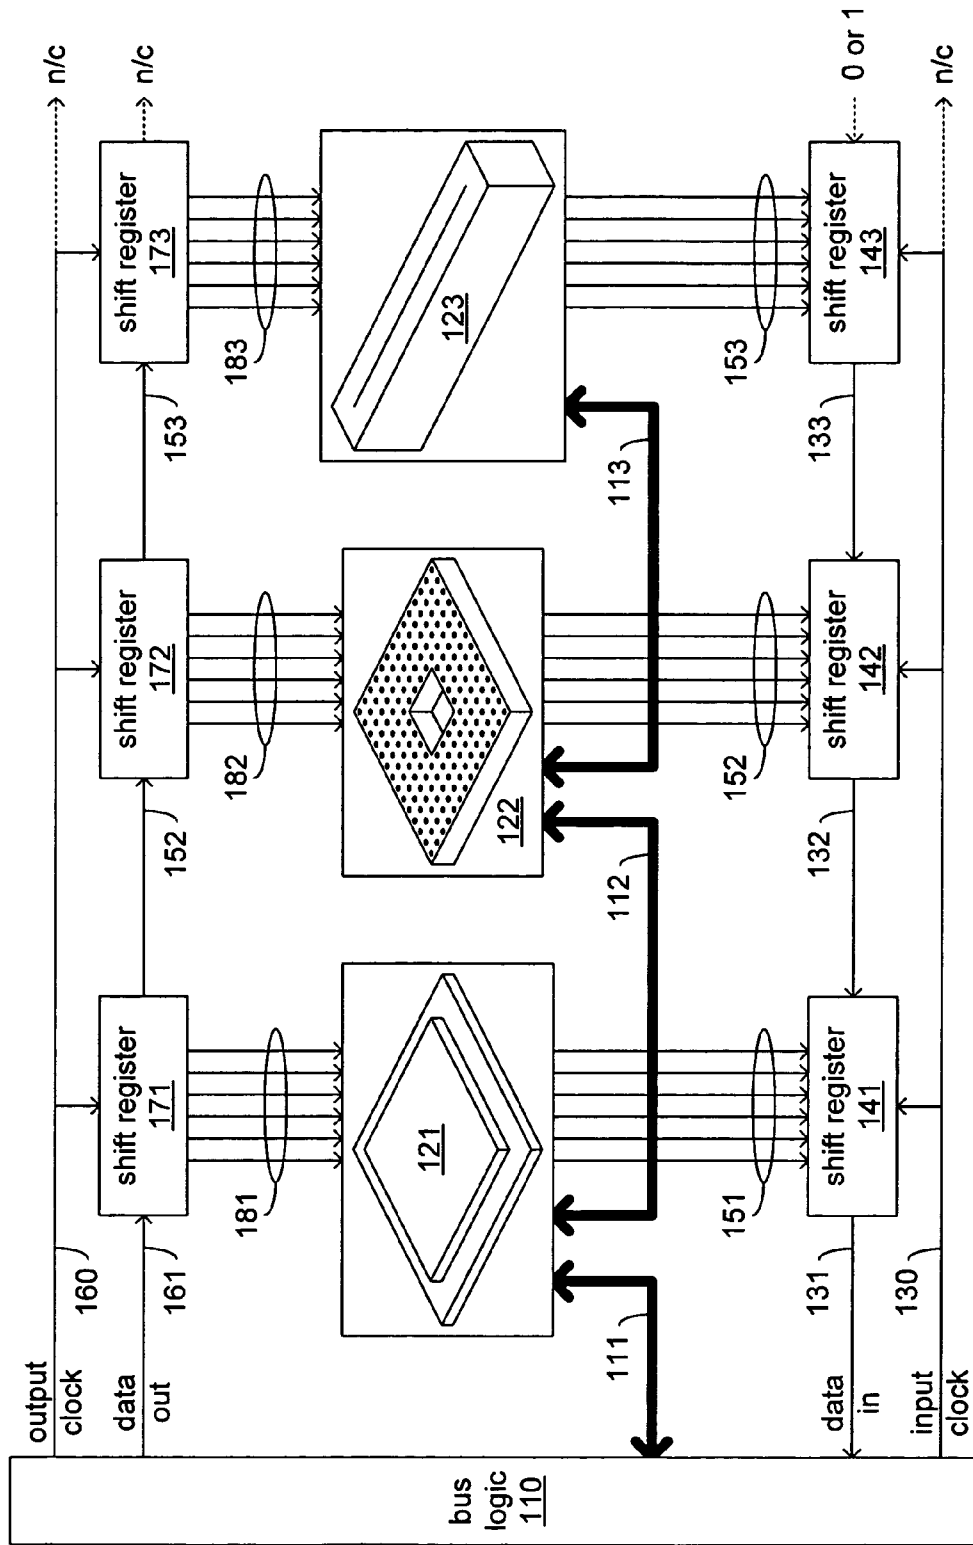 output
clock
160
n/c
data
out
161
152
153
n/c
shift register
171
shift register
172
shift register
173
181
182
183
121
122
123
bus
logic
110
111
112
113
151
152
153
data
in
131
132
133
0 or 1
shift register
141
shift register
142
shift register
143
input
clock
130
n/c